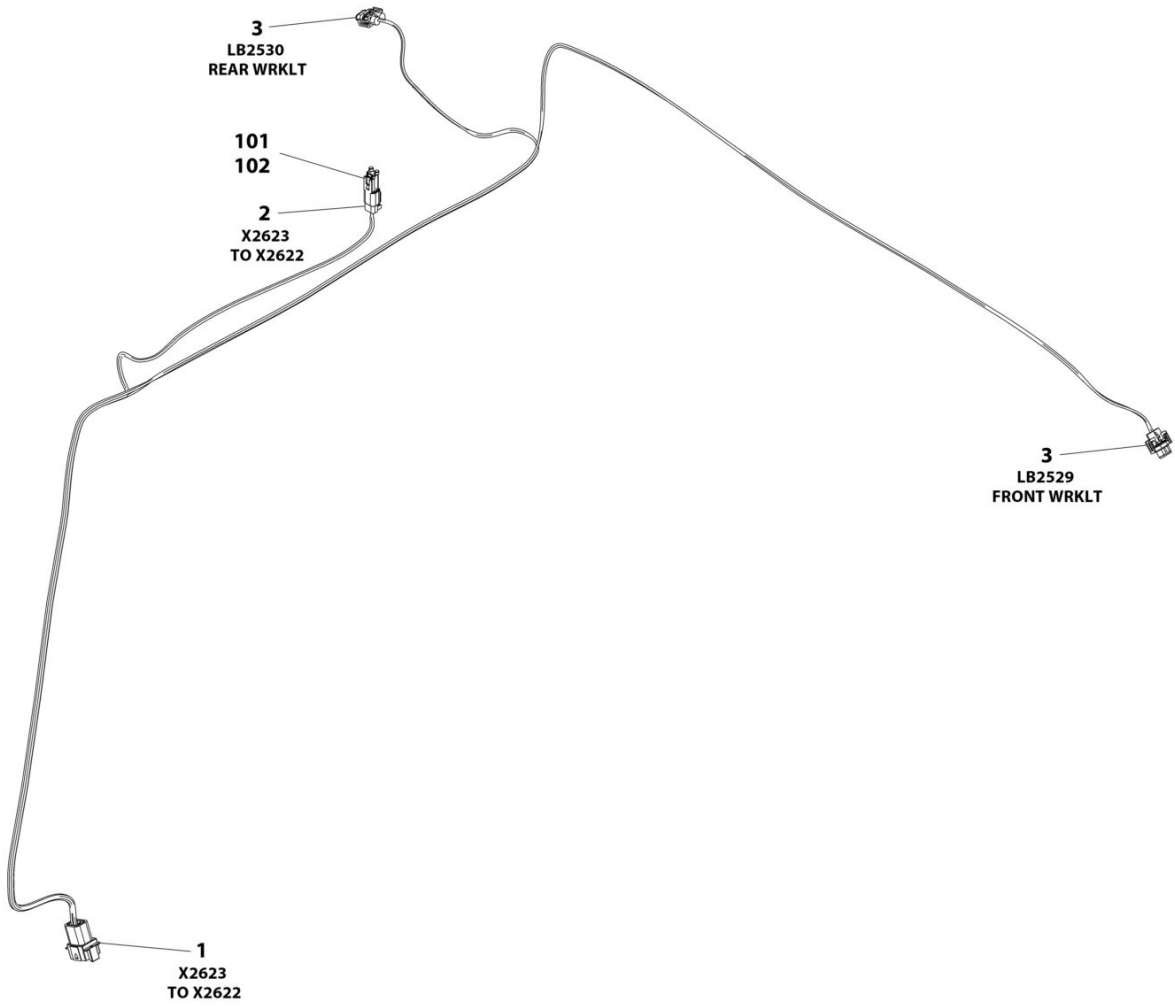 3
LB2530
REAR WRKLT
101
102
2
X2623
TO X2622
3
LB2529
FRONT WRKLT
1
X2623
TO X2622